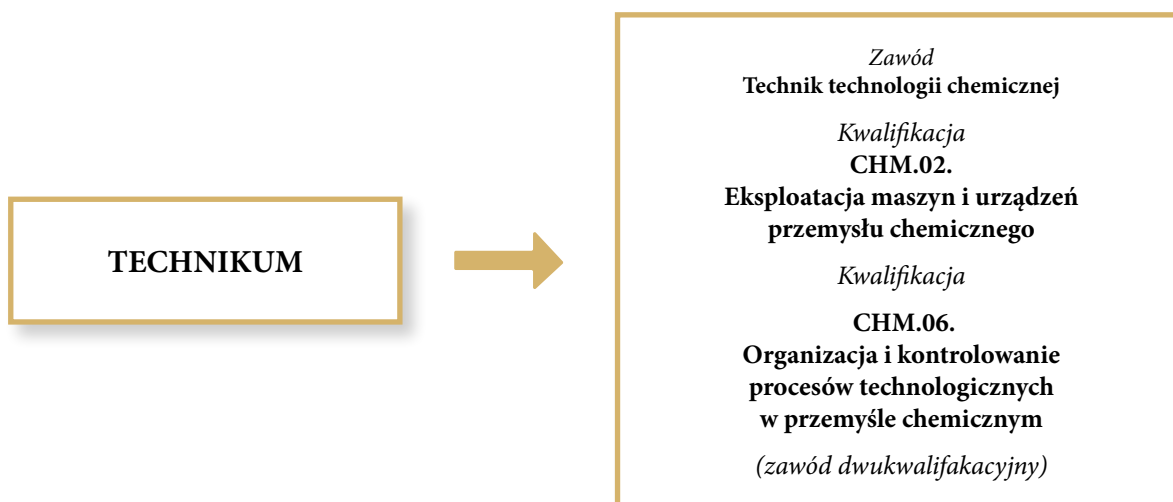 TECHNIKUM
Zawód
Technik technologii chemicznej
Kwalifikacja
CHM.02.
Eksploatacja maszyn i urządzeń
przemysłu chemicznego
Kwalifikacja
CHM.06.
Organizacja i kontrolowanie
procesów technologicznych
w przemyśle chemicznym
(zawód dwukwalifakacyjny)